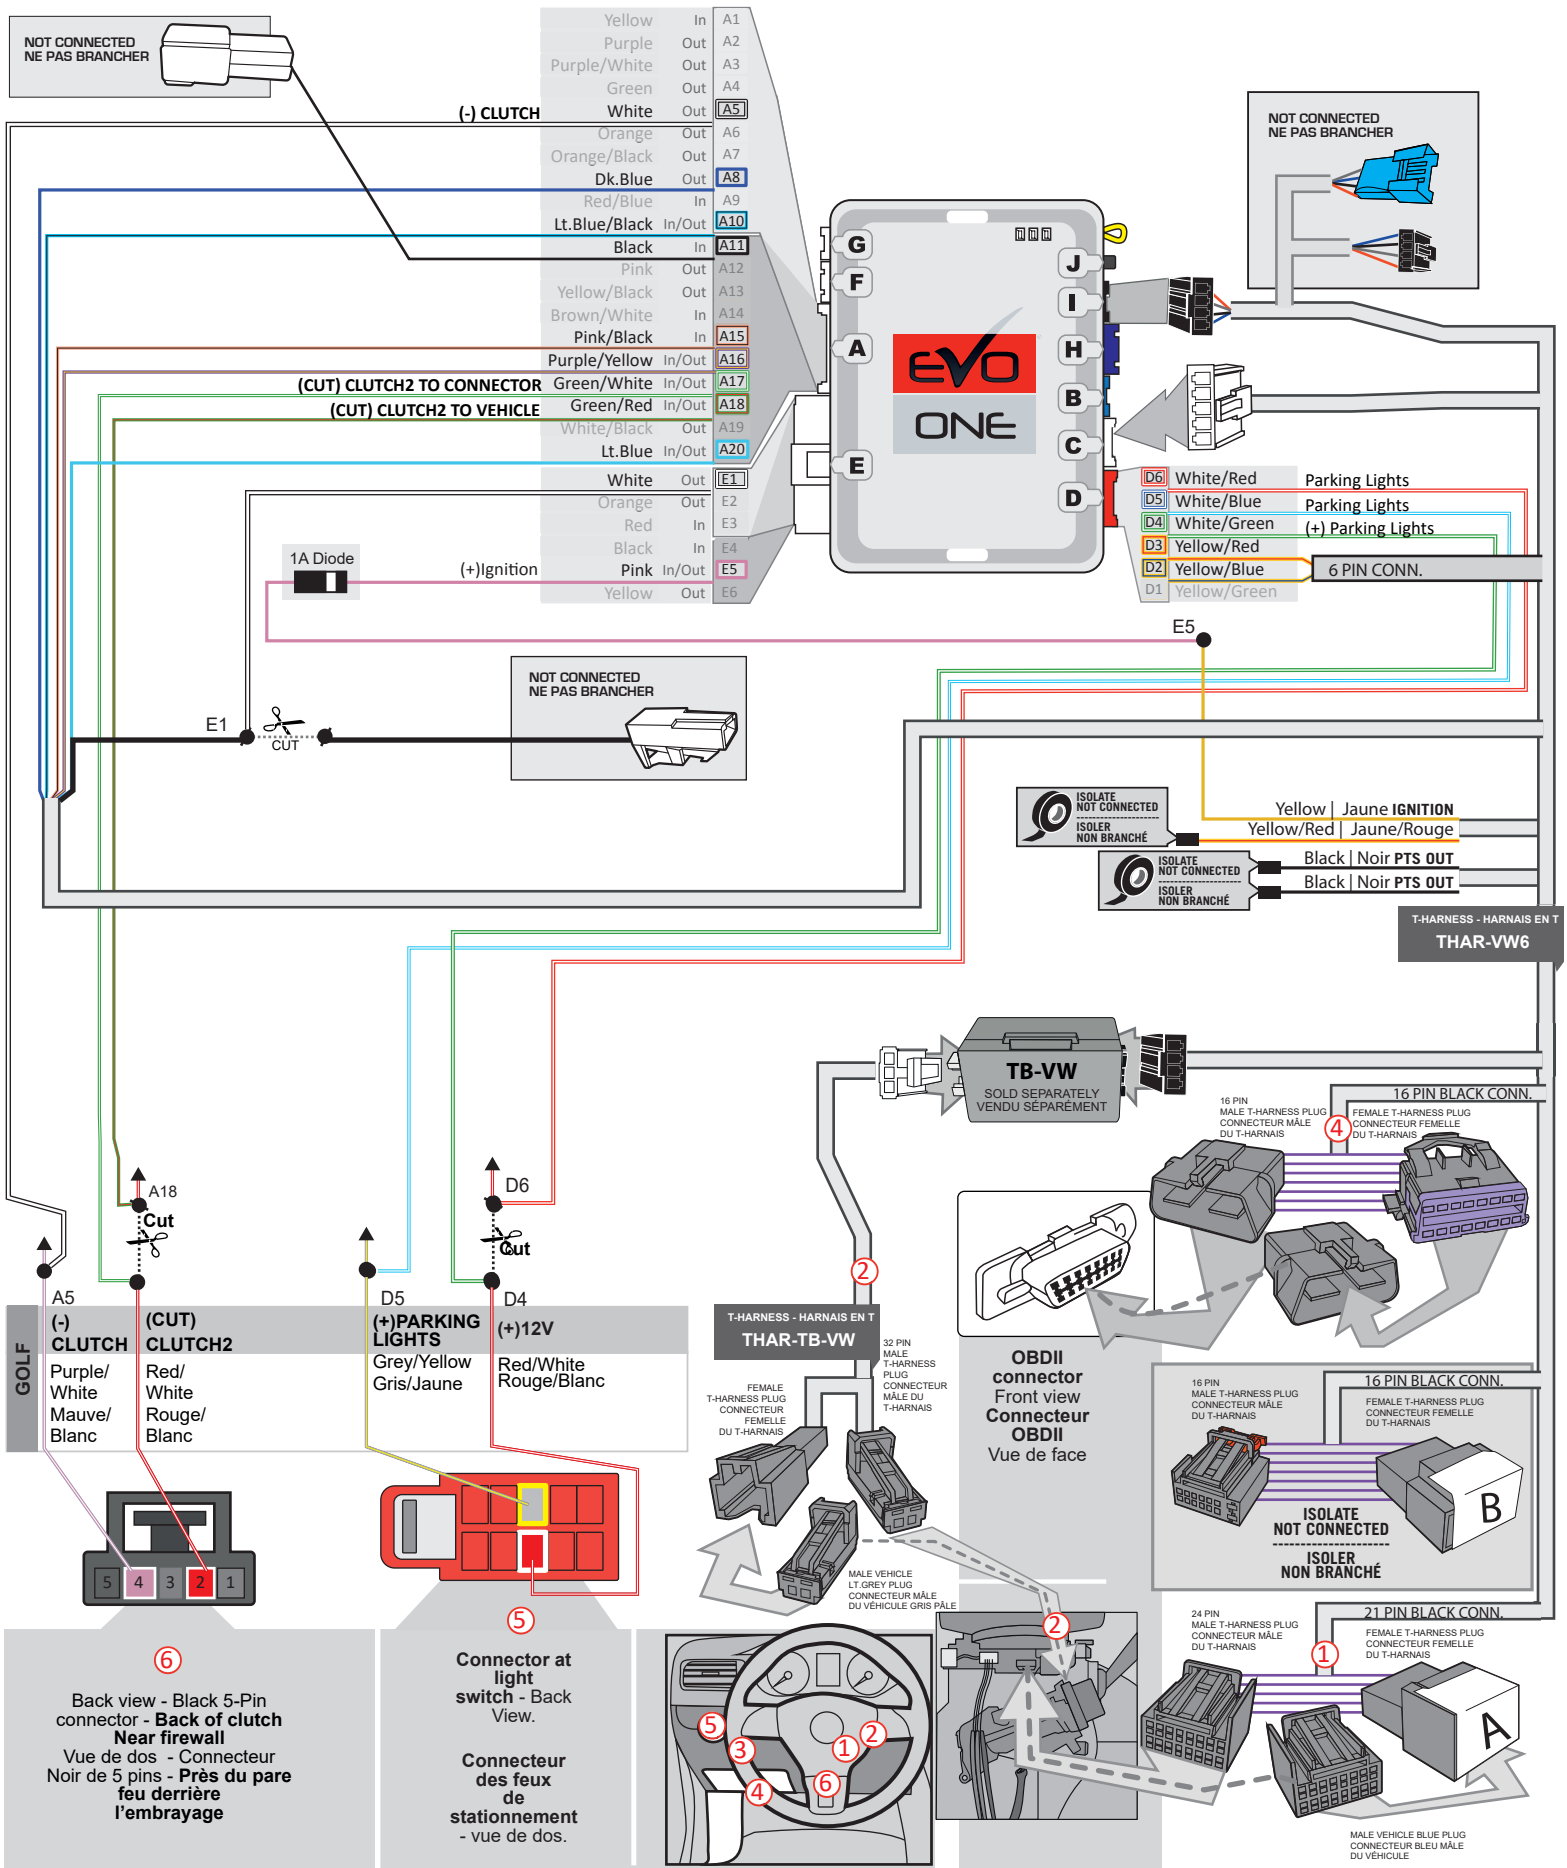 NOT CONNECTED
NE PAS BRANCHER
Yellow In A1
Purple Out A2
Purple/White Out A3
Green Out A4
(-) CLUTCH White Out A5
Orange Out A6
Orange/Black Out A7
Dk.Blue Out A8
Red/Blue In A9
Lt.Blue/Black In/Out A10
Black In A11
Pink Out A12
Yellow/Black Out A13
Brown/White In A14
Pink/Black In A15
Purple/Yellow In/Out A16
(CUT) CLUTCH2 TO CONNECTOR Green/White In/Out A17
(CUT) CLUTCH2 TO VEHICLE Green/Red In/Out A18
White/Black Out A19
Lt.Blue In/Out A20
White Out E1
Orange Out E2
Red In E3
Black In E4
(+)Ignition Pink In/Out E5
Yellow Out E6
1A Diode
G
F
A
E
J
I
H
B
C
D
EVO
ONE
NOT CONNECTED
NE PAS BRANCHER
D6 White/Red Parking Lights
D5 White/Blue Parking Lights
D4 White/Green (+) Parking Lights
D3 Yellow/Red
D2 Yellow/Blue
D1 Yellow/Green
6 PIN CONN.
E5
E1
CUT
NOT CONNECTED
NE PAS BRANCHER
ISOLATE
NOT CONNECTED
ISOLER
NON BRANCHÉ
Yellow | Jaune IGNITION
Yellow/Red | Jaune/Rouge
ISOLATE
NOT CONNECTED
ISOLER
NON BRANCHÉ
Black | Noir PTS OUT
Black | Noir PTS OUT
T-HARNESS - HARNAIS EN T
THAR-VW6
TB-VW
SOLD SEPARATELY
VENDU SÉPARÉMENT
16 PIN BLACK CONN.
16 PIN
MALE T-HARNESS PLUG
CONNECTEUR MÂLE
DU T-HARNAIS
4
FEMALE T-HARNESS PLUG
CONNECTEUR FEMELLE
DU T-HARNAIS
A18
Cut
D6
Cut
2
A5
(-)
CLUTCH
(CUT)
CLUTCH2
D5
(+)PARKING
LIGHTS
D4
(+)12V
GOLF
Purple/
White
Mauve/
Blanc
Red/
White
Rouge/
Blanc
Grey/Yellow
Gris/Jaune
Red/White
Rouge/Blanc
T-HARNESS - HARNAIS EN T
THAR-TB-VW
32 PIN
MALE
T-HARNESS
PLUG
CONNECTEUR
MÂLE DU
T-HARNAIS
FEMALE
T-HARNESS PLUG
CONNECTEUR
FEMELLE
DU T-HARNAIS
OBDII
connector
Front view
Connecteur
OBDII
Vue de face
16 PIN BLACK CONN.
16 PIN
MALE T-HARNESS PLUG
CONNECTEUR MÂLE
DU T-HARNAIS
FEMALE T-HARNESS PLUG
CONNECTEUR FEMELLE
DU T-HARNAIS
B
ISOLATE
NOT CONNECTED
ISOLER
NON BRANCHÉ
5 4 3 2 1
MALE VEHICLE
LT.GREY PLUG
CONNECTEUR MÂLE
DU VÉHICULE GRIS PÂLE
21 PIN BLACK CONN.
24 PIN
MALE T-HARNESS PLUG
CONNECTEUR MÂLE
DU T-HARNAIS
1
FEMALE T-HARNESS PLUG
CONNECTEUR FEMELLE
DU T-HARNAIS
A
MALE VEHICLE BLUE PLUG
CONNECTEUR BLEU MÂLE
DU VÉHICULE
6
Back view - Black 5-Pin
connector - Back of clutch
Near firewall
Vue de dos - Connecteur
Noir de 5 pins - Près du pare
feu derrière
l'embrayage
5
Connector at
light
switch - Back
View.
Connecteur
des feux
de
stationnement
- vue de dos.
5
3
4
1
2
6
2